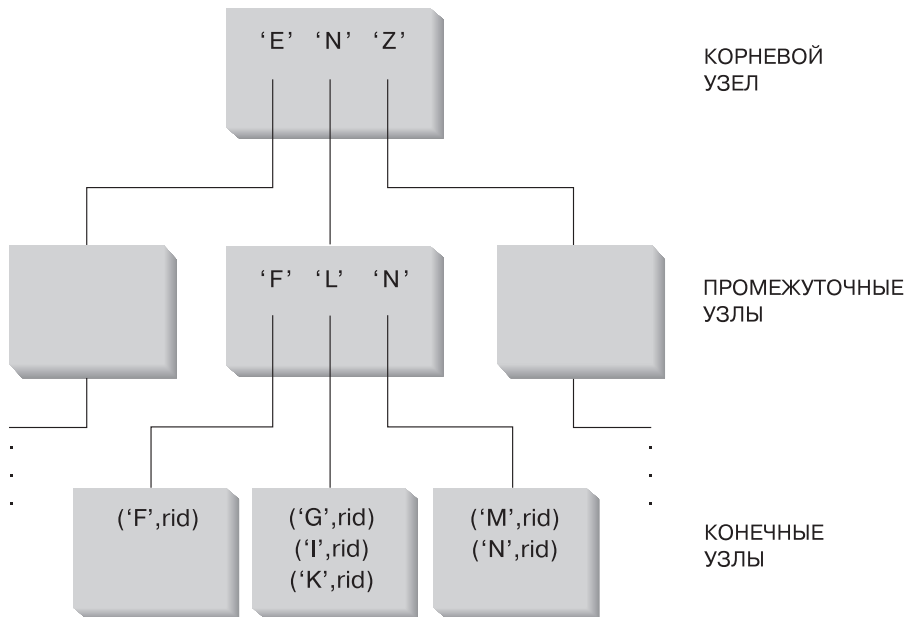 ‘E’ ‘N’ ‘Z’
КОРНЕВОЙ
УЗЕЛ
‘F’ ‘L’ ‘N’
ПРОМЕЖУТОЧНЫЕ
УЗЛЫ
(‘F’,rid)
(‘G’,rid)
(‘I’,rid)
(‘K’,rid)
(‘M’,rid)
(‘N’,rid)
КОНЕЧНЫЕ
УЗЛЫ